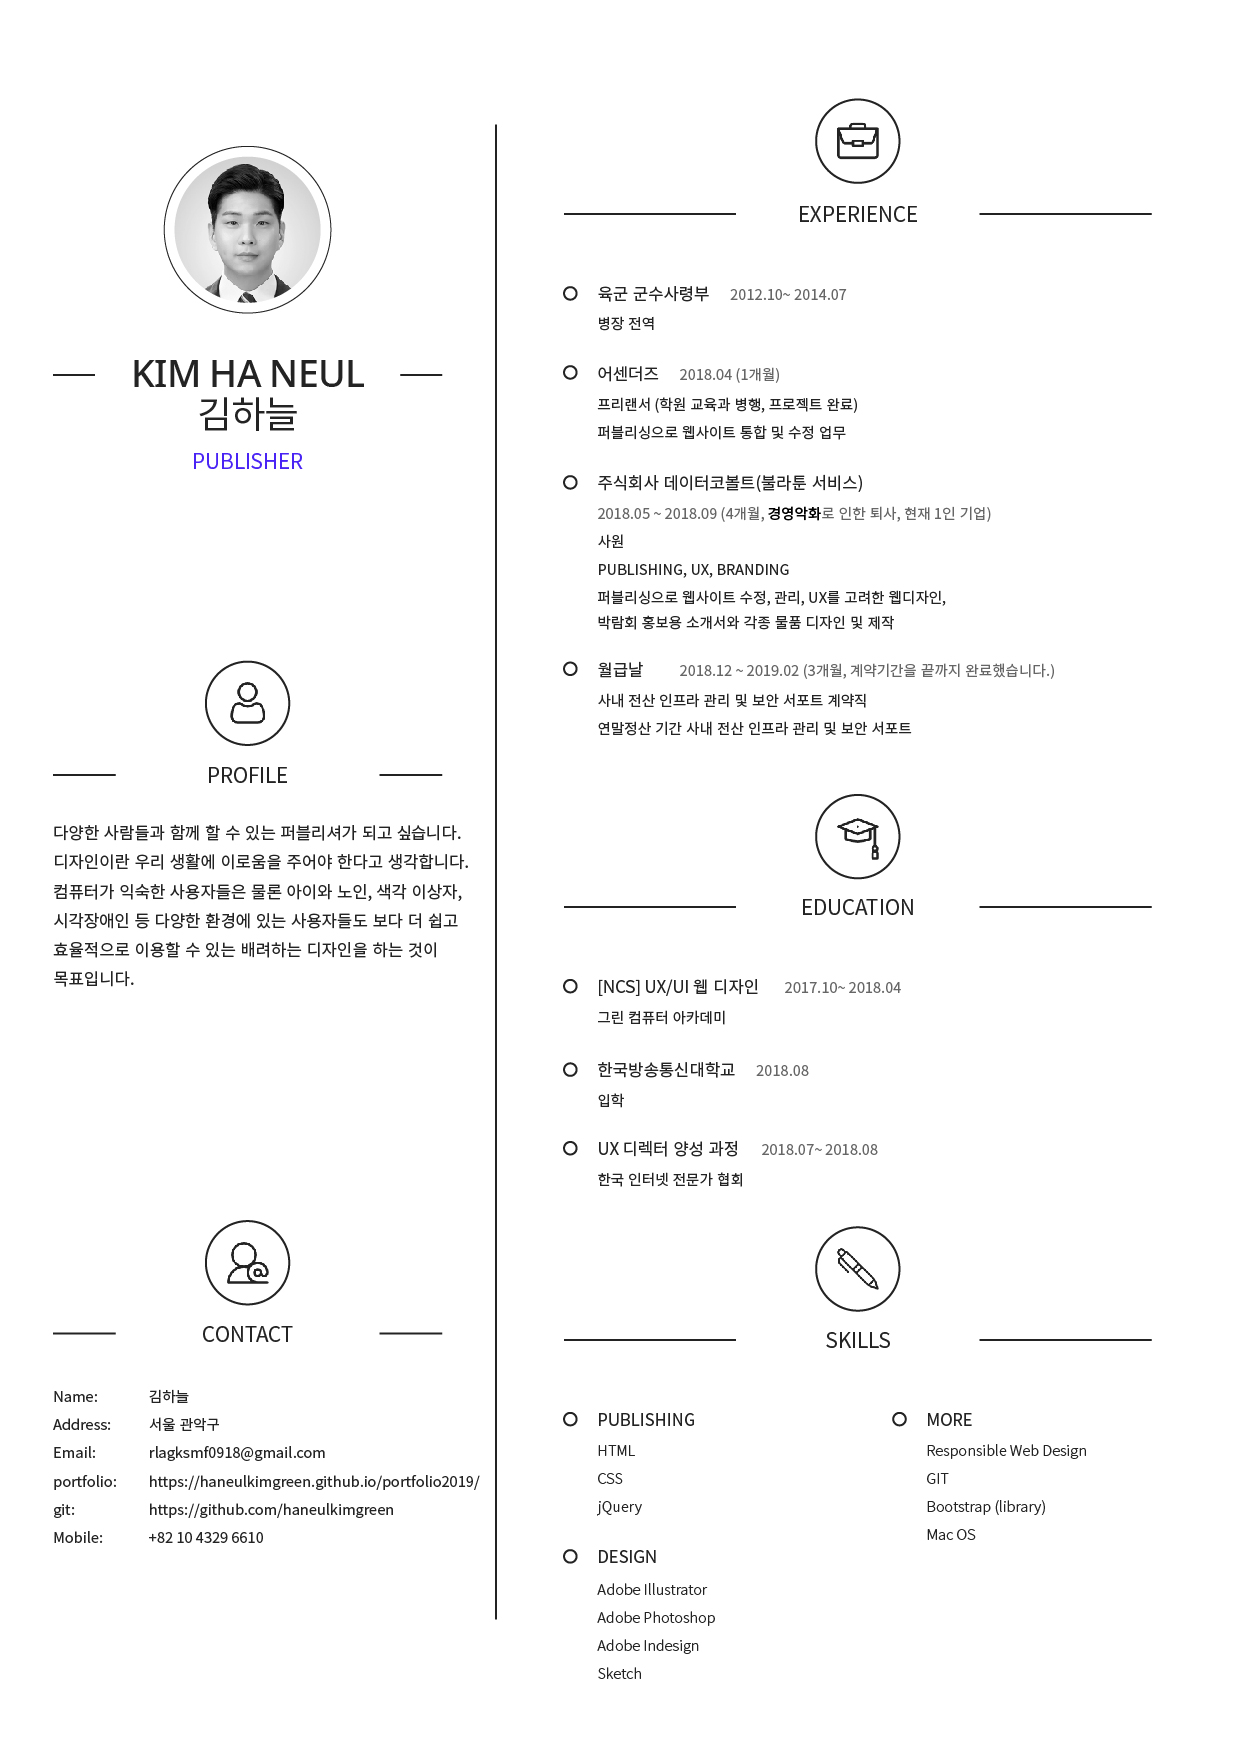 KIM HA NEUL
김하늘
PUBLISHER
PROFILE
다양한 사람들과 함께 할 수 있는 퍼블리셔가 되고 싶습니다.
디자인이란 우리 생활에 이로움을 주어야 한다고 생각합니다.
컴퓨터가 익숙한 사용자들은 물론 아이와 노인, 색각 이상자,
시각장애인 등 다양한 환경에 있는 사용자들도 보다 더 쉽고
효율적으로 이용할 수 있는 배려하는 디자인을 하는 것이
목표입니다.
CONTACT
Name: 김하늘
Address: 서울 관악구
Email: rlagksmf0918@gmail.com
portfolio: https://haneulkimgreen.github.io/portfolio2019/
git: https://github.com/haneulkimgreen
Mobile: +82 10 4329 6610
EXPERIENCE
육군 군수사령부 2012.10~ 2014.07
병장 전역
어센더즈 2018.04 (1개월)
프리랜서 (학원 교육과 병행, 프로젝트 완료)
퍼블리싱으로 웹사이트 통합 및 수정 업무
주식회사 데이터코볼트(불라툰 서비스)
2018.05 ~ 2018.09 (4개월, 경영악화로 인한 퇴사, 현재 1인 기업)
사원
PUBLISHING, UX, BRANDING
퍼블리싱으로 웹사이트 수정, 관리, UX를 고려한 웹디자인,
박람회 홍보용 소개서와 각종 물품 디자인 및 제작
월급날 2018.12 ~ 2019.02 (3개월, 계약기간을 끝까지 완료했습니다.)
사내 전산 인프라 관리 및 보안 서포트 계약직
연말정산 기간 사내 전산 인프라 관리 및 보안 서포트
EDUCATION
[NCS] UX/UI 웹 디자인 2017.10~ 2018.04
그린 컴퓨터 아카데미
한국방송통신대학교 2018.08
입학
UX 디렉터 양성 과정 2018.07~ 2018.08
한국 인터넷 전문가 협회
SKILLS
PUBLISHING
HTML
CSS
jQuery
DESIGN
Adobe Illustrator
Adobe Photoshop
Adobe Indesign
Sketch
MORE
Responsible Web Design
GIT
Bootstrap (library)
Mac OS